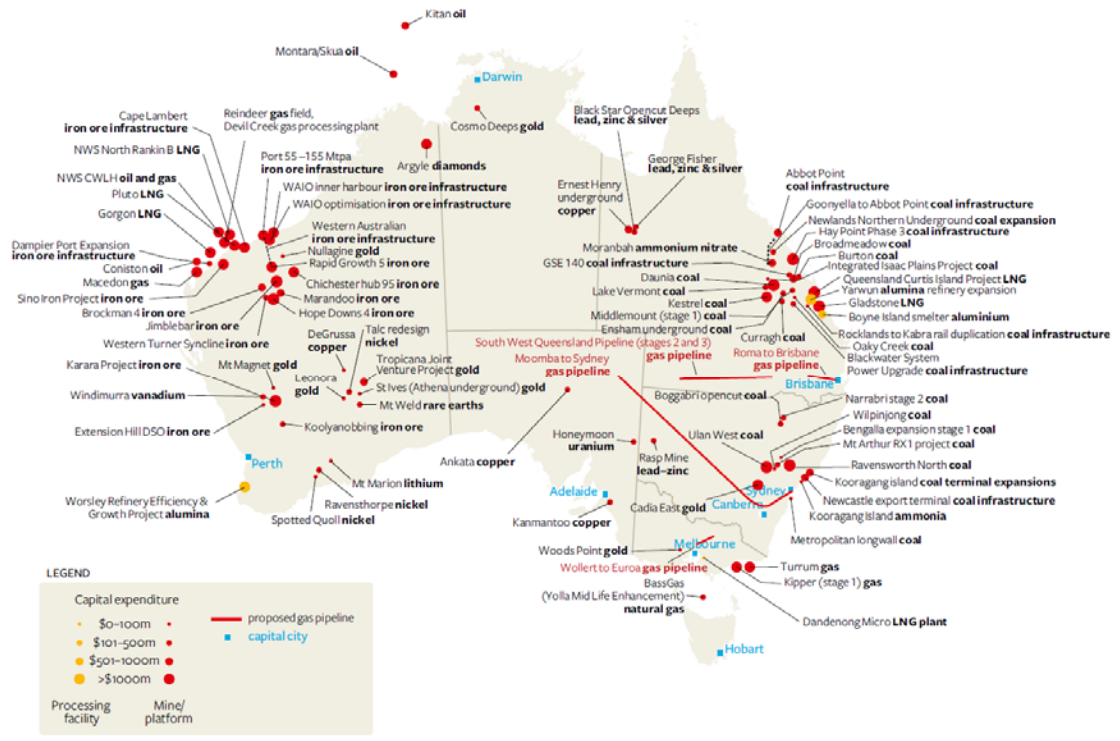 Kitan oil
Montara/Skua oil
Darwin
Cosmo Deeps gold
Argyle diamonds
Cape Lambert
iron ore infrastructure
Reindeer gas field,
Devil Creek gas processing plant
NWS North Rankin B LNG
NWS CWLH oil and gas
Pluto LNG
Gorgon LNG
Port 55–155 Mtpa
iron ore infrastructure
WAIO inner harbour iron ore infrastructure
WAIO optimisation iron ore infrastructure
Western Australian
iron ore infrastructure
Nullagine gold
Rapid Growth 5 iron ore
Dampier Port Expansion
iron ore infrastructure
Coniston oil
Macedon gas
Sino Iron Project iron ore
Chichester hub 95 iron ore
Marandoo iron ore
Hope Downs 4 iron ore
Brockman 4 iron ore
Jimblebar iron ore
Western Turner Syncline iron ore
DeGrussa
copper
Talc redesign
nickel
Tropicana Joint
Venture Project gold
Karara Project iron ore
Mt Magnet gold
Leonora
gold
St Ives (Athena underground) gold
Mt Weld rare earths
Windimurra vanadium
Extension Hill DSO iron ore
Koolyanobbing iron ore
Perth
Mt Marion lithium
Ravensthorpe nickel
Spotted Quoll nickel
Worsley Refinery Efficiency &
Growth Project alumina
Black Star Opencut Deeps
lead, zinc & silver
George Fisher
lead, zinc & silver
Ernest Henry
underground
copper
Abbot Point
coal infrastructure
Goonyella to Abbot Point coal infrastructure
Newlands Northern Underground coal expansion
Hay Point Phase 3 coal infrastructure
Broadmeadow coal
Burton coal
Integrated Isaac Plains Project coal
Queensland Curtis Island Project LNG
Yarwun alumina refinery expansion
Gladstone LNG
Boyne Island smelter aluminium
Rocklands to Kabra rail duplication coal infrastructure
Oaky Creek coal
Blackwater System
Power Upgrade coal infrastructure
Moranbah ammonium nitrate
GSE 140 coal infrastructure
Daunia coal
Lake Vermont coal
Kestrel coal
Middlemount (stage 1) coal
Ensham underground coal
Curragh coal
South West Queensland Pipeline (stages 2 and 3)
gas pipeline
Moomba to Sydney
gas pipeline
Roma to Brisbane
gas pipeline
Brisbane
Boggabri opencut coal
Narrabri stage 2 coal
Wilpinjong coal
Bengalla expansion stage 1 coal
Mt Arthur RX1 project coal
Ulan West coal
Ravensworth North coal
Kooragang island coal terminal expansions
Newcastle export terminal coal infrastructure
Kooragang Island ammonia
Metropolitan longwall coal
Sydney
Canberra
Cadia East gold
Honeymoon
uranium
Rasp Mine
lead–zinc
Ankata copper
Adelaide
Kanmantoo copper
Woods Point gold
Melbourne
Wollert to Euroa gas pipeline
Turrum gas
Kipper (stage 1) gas
BassGas
(Yolla Mid Life Enhancement)
natural gas
Dandenong Micro LNG plant
Hobart
LEGEND
Capital expenditure
$0–100m
$101–500m
$501–1000m
>$1000m
Processing
facility
Mine/
platform
proposed gas pipeline
capital city